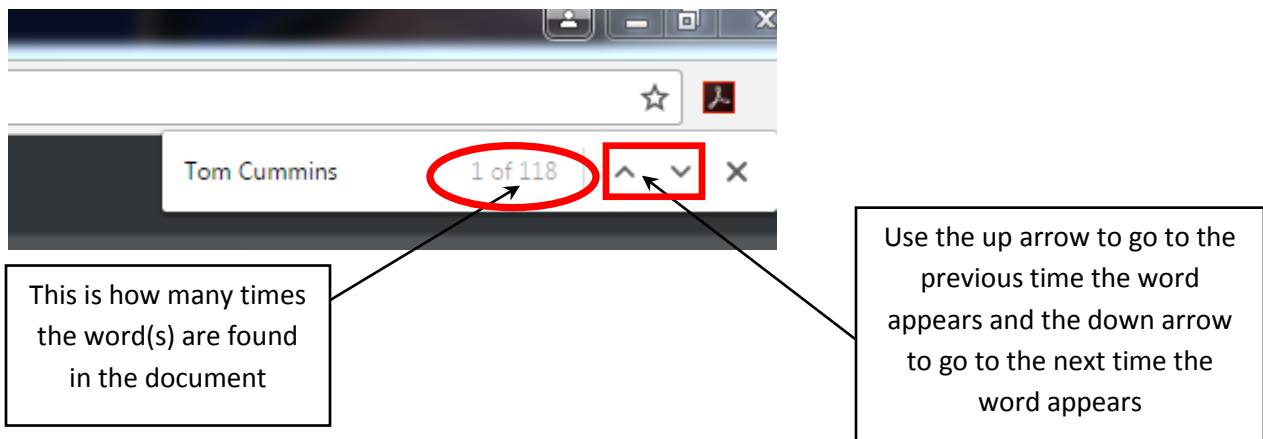 Tom Cummins 1 of 118
This is how many times
the word(s) are found
in the document
Use the up arrow to go to the
previous time the word
appears and the down arrow
to go to the next time the
word appears